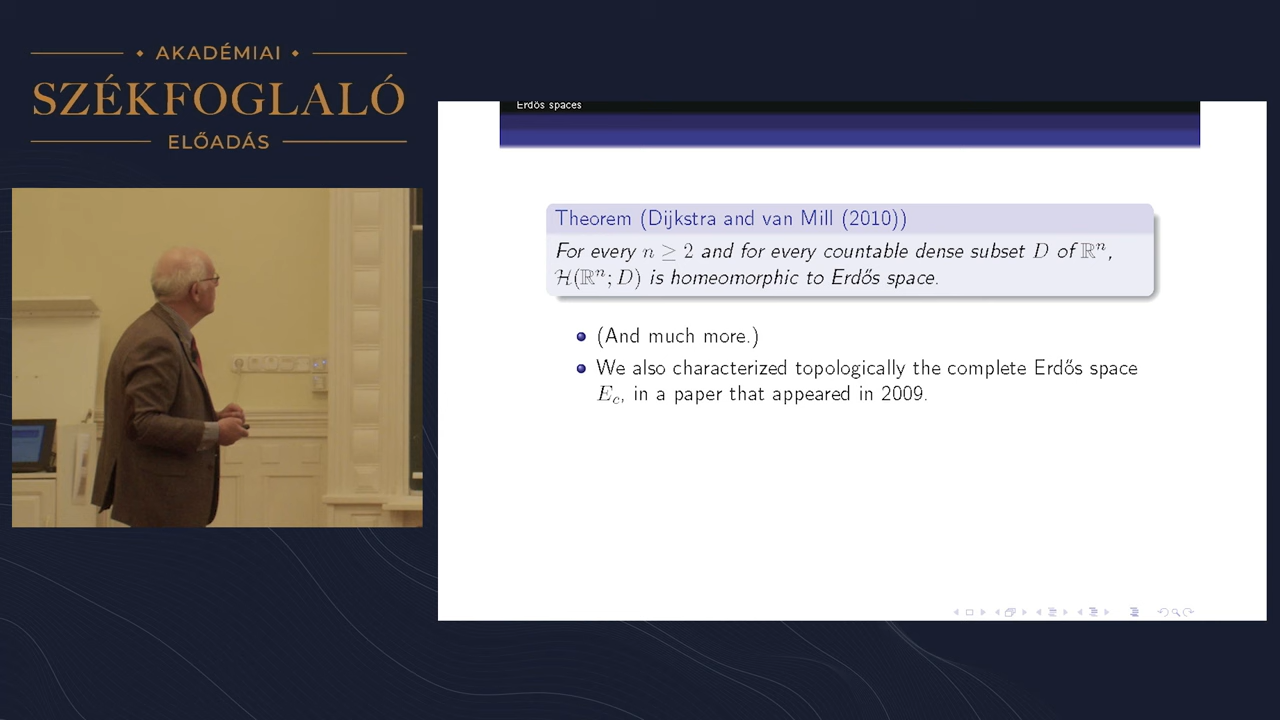 AKADÉMIAI
SZÉKFOGLALÓ
ELŐADÁS
Erdős spaces
Theorem (Dijkstra and van Mill (2010))
For every n ≥ 2 and for every countable dense subset D of ℝⁿ,
ℋ(ℝⁿ; D) is homeomorphic to Erdős space.
(And much more.)
We also characterized topologically the complete Erdős space
E_c, in a paper that appeared in 2009.